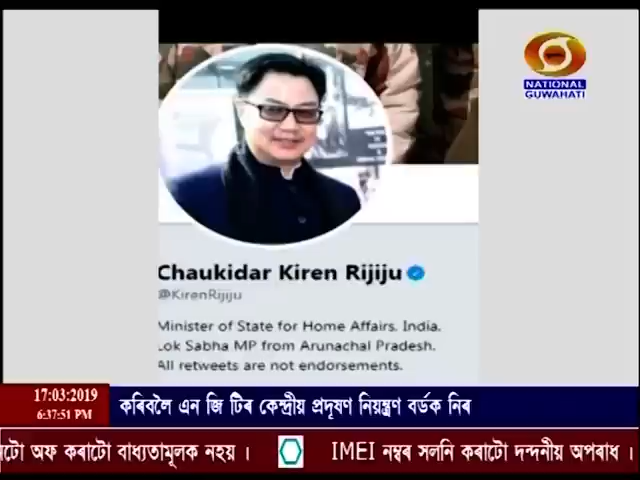 NATIONAL
GUWAHATI
Chaukidar Kiren Rijiju
@KirenRijiju
Minister of State for Home Affairs. India.
Lok Sabha MP from Arunachal Pradesh.
All retweets are not endorsements.
17:03:2019
6:37:51 PM
কৰিবলৈ এন জি টিৰ কেন্দ্ৰীয় প্ৰদূষণ নিয়ন্ত্ৰণ বৰ্ডক নিৰ
টো অফ কৰাটো বাধ্যতামূলক নহয় । IMEI নম্বৰ সলনি কৰাটো দন্দনীয় অপৰাধ ।